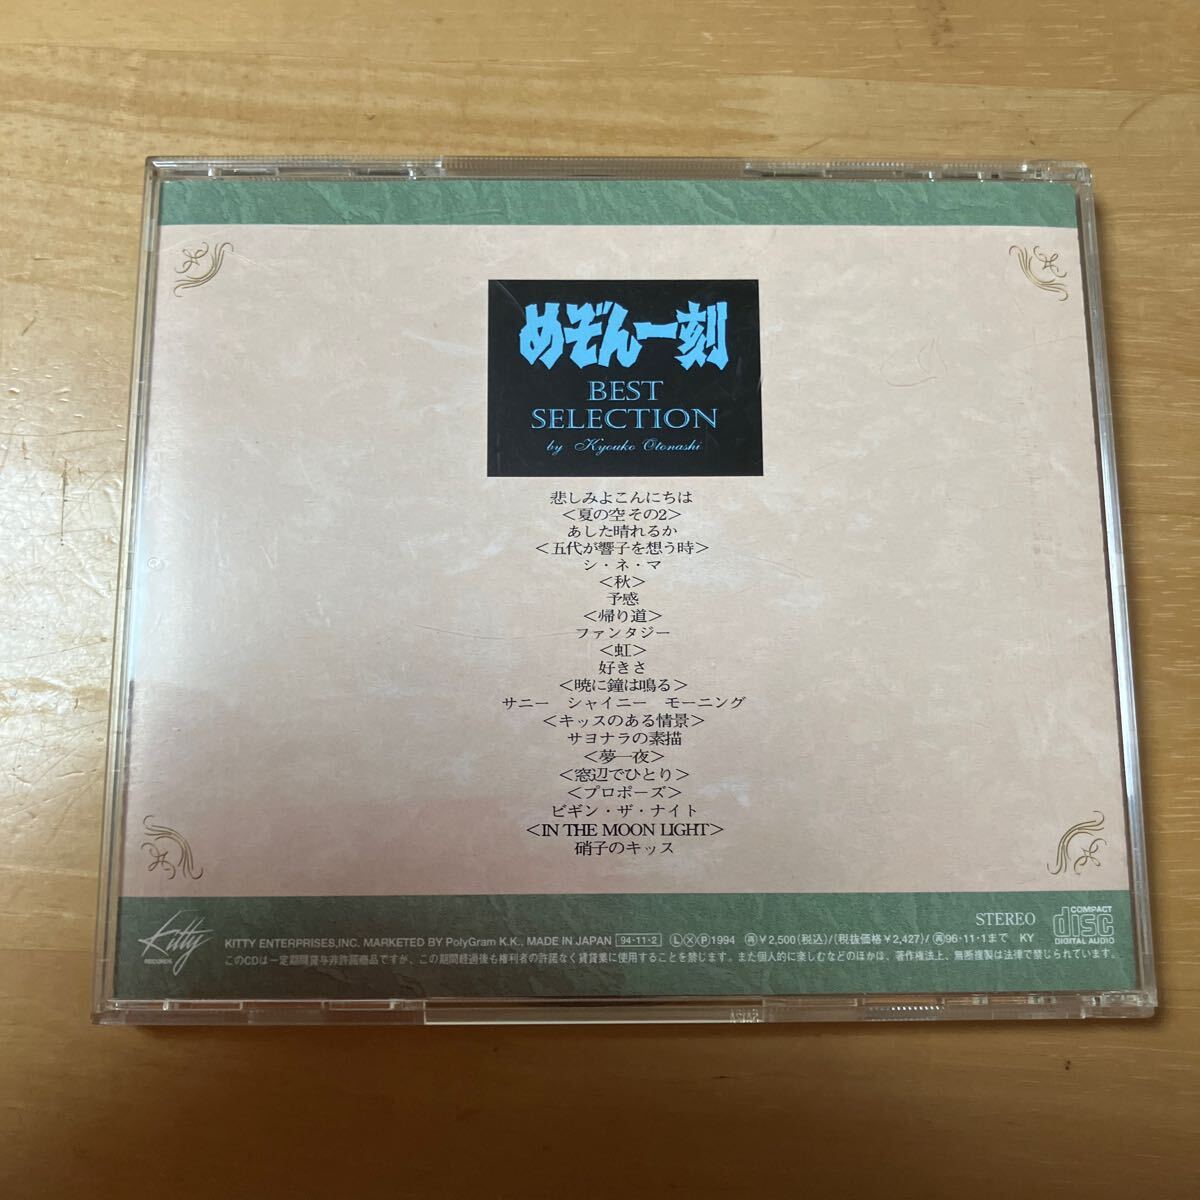 めぞん一刻
BEST
SELECTION
by Kyouko Otonashi
悲しみよこんにちは
＜夏の空 その2＞
あした晴れるか
＜五代が響子を想う時＞
シ・ネ・マ
＜秋＞
予感
＜帰り道＞
ファンタジー
＜虹＞
好きさ
＜暁に鐘は鳴る＞
サニー　シャイニー　モーニング
＜キッスのある情景＞
サヨナラの素描
＜夢一夜＞
＜窓辺でひとり＞
＜プロポーズ＞
ビギン・ザ・ナイト
＜IN THE MOON LIGHT＞
硝子のキッス
STEREO
COMPACT
disc
DIGITAL AUDIO
Kitty
RECORDS
KITTY ENTERPRISES,INC. MARKETED BY PolyGram K.K., MADE IN JAPAN 94・11・2 Ⓛ Ⓧ Ⓟ 1994 再 ¥2,500(税込)/(税抜価格¥2,427)/再96・11・1まで KY
このCDは一定期間貸与非許諾商品ですが、この期間経過後も権利者の許諾なく賃貸業に使用することを禁じます。また個人的に楽しむなどのほかは、著作権法上、無断複製は法律で禁じられています。